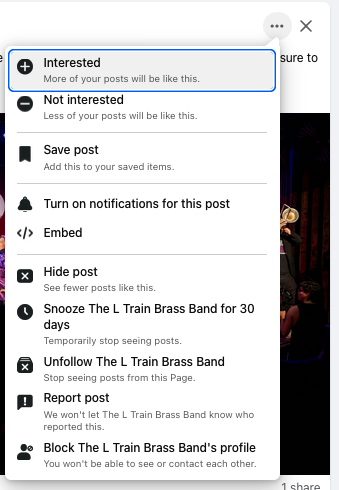 sure to
Interested
More of your posts will be like this.
Not interested
Less of your posts will be like this.
Save post
Add this to your saved items.
Turn on notifications for this post
Embed
Hide post
See fewer posts like this.
Snooze The L Train Brass Band for 30
days
Temporarily stop seeing posts.
Unfollow The L Train Brass Band
Stop seeing posts from this Page.
Report post
We won't let The L Train Brass Band know who
reported this.
Block The L Train Brass Band's profile
You won't be able to see or contact each other.
1 share